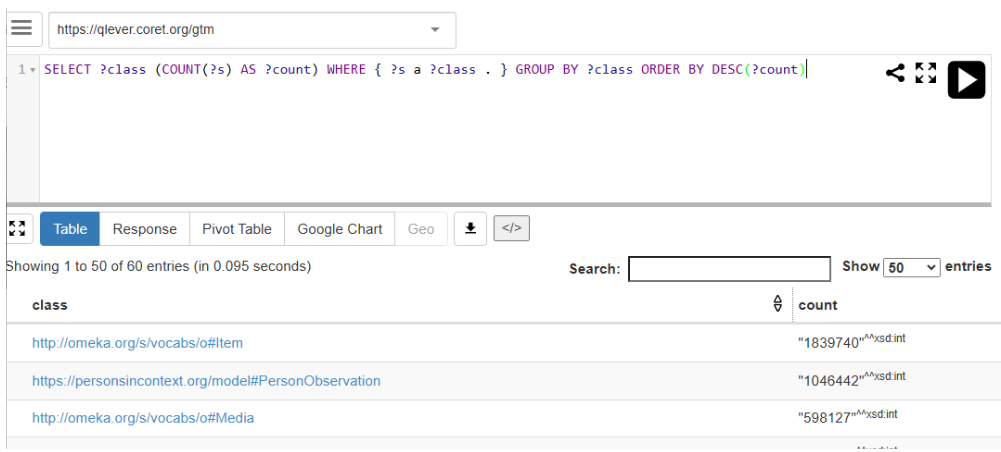 https://qlever.coret.org/gtm
1 SELECT ?class (COUNT(?s) AS ?count) WHERE { ?s a ?class . } GROUP BY ?class ORDER BY DESC(?count)
Table Response Pivot Table Google Chart Geo </>
Showing 1 to 50 of 60 entries (in 0.095 seconds) Search: Show 50 entries
class count
http://omeka.org/s/vocabs/o#Item "1839740"^^xsd:int
https://personsincontext.org/model#PersonObservation "1046442"^^xsd:int
http://omeka.org/s/vocabs/o#Media "598127"^^xsd:int